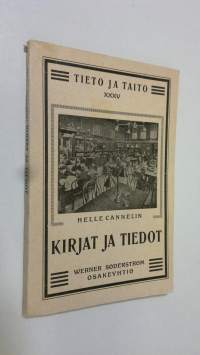 TIETO JA TAITO
XXXV
HELLE CANNELIN
KIRJAT JA TIEDOT
WERNER SÖDERSTRÖM
OSAKEYHTIÖ